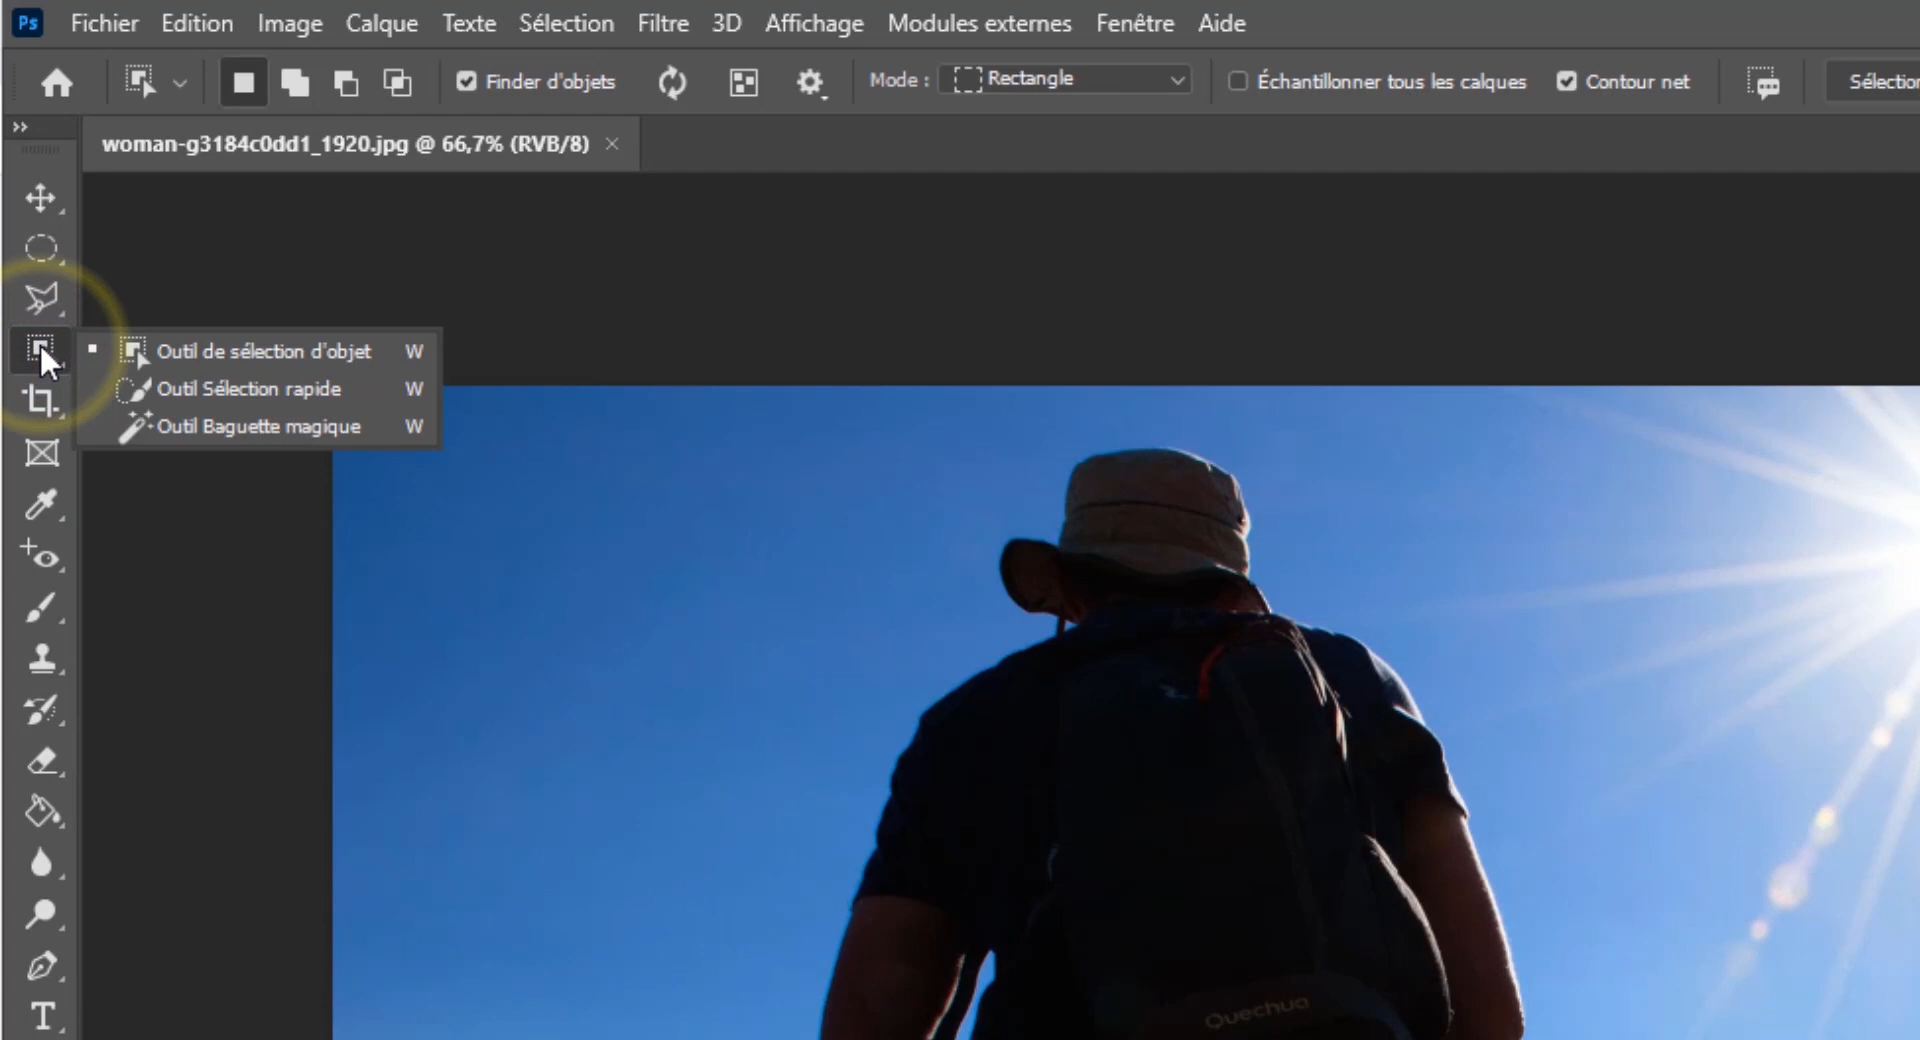 Ps Fichier Edition Image Calque Texte Sélection Filtre 3D Affichage Modules externes Fenêtre Aide
Finder d'objets Mode : Rectangle Échantillonner tous les calques Contour net
woman-g3184c0dd1_1920.jpg @ 66,7% (RVB/8) ×
Outil de sélection d'objet W
Outil Sélection rapide W
Outil Baguette magique W
Quechua